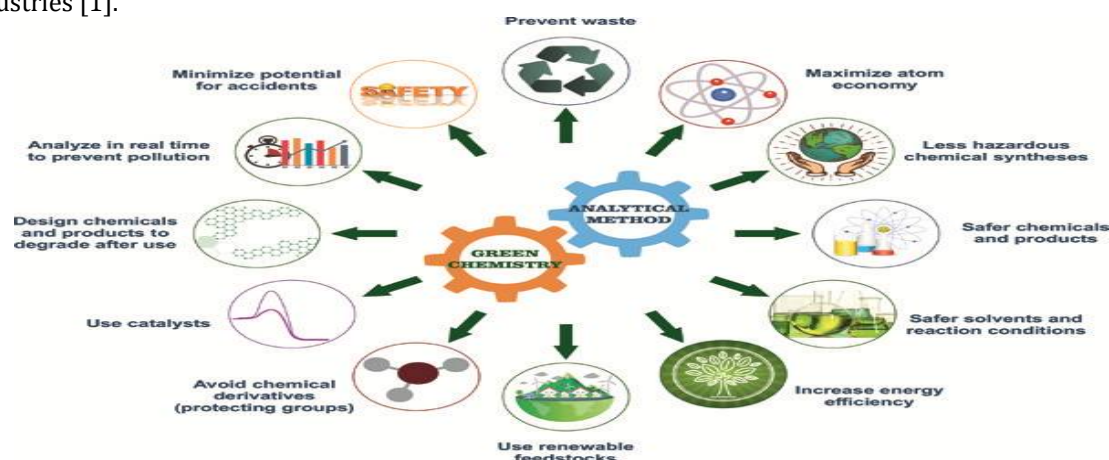 ustries [1].
Prevent waste
Maximize atom
economy
Less hazardous
chemical syntheses
Safer chemicals
and products
Safer solvents and
reaction conditions
Increase energy
efficiency
Use renewable
feedstocks
Avoid chemical
derivatives
(protecting groups)
Use catalysts
Design chemicals
and products to
degrade after use
Analyze in real time
to prevent pollution
Minimize potential
for accidents
SAFETY
ANALYTICAL
METHOD
GREEN
CHEMISTRY